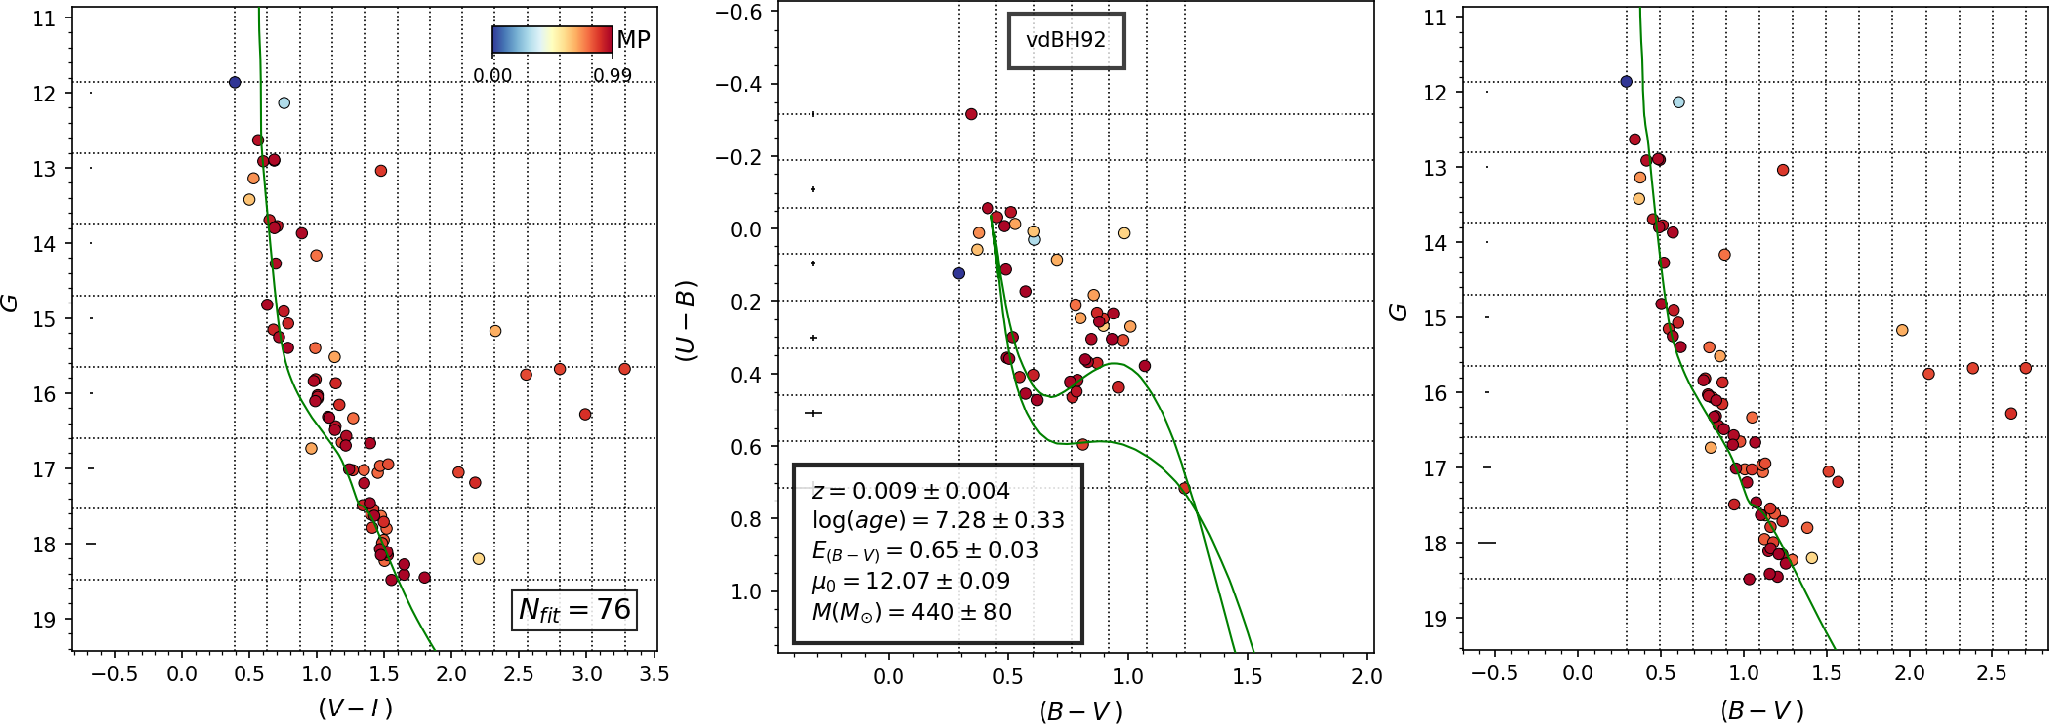 11
12
13
14
15
16
17
18
19
G
−0.5 0.0 0.5 1.0 1.5 2.0 2.5 3.0 3.5
(V − I )
0.00 0.99
MP
N_fit = 76
−0.6
−0.4
−0.2
0.0
0.2
0.4
0.6
0.8
1.0
(U − B)
vdBH92
z = 0.009 ± 0.004
log(age) = 7.28 ± 0.33
E_(B − V) = 0.65 ± 0.03
μ₀ = 12.07 ± 0.09
M(M_⊙) = 440 ± 80
0.0 0.5 1.0 1.5 2.0
(B − V )
11
12
13
14
15
16
17
18
19
G
−0.5 0.0 0.5 1.0 1.5 2.0 2.5
(B − V )